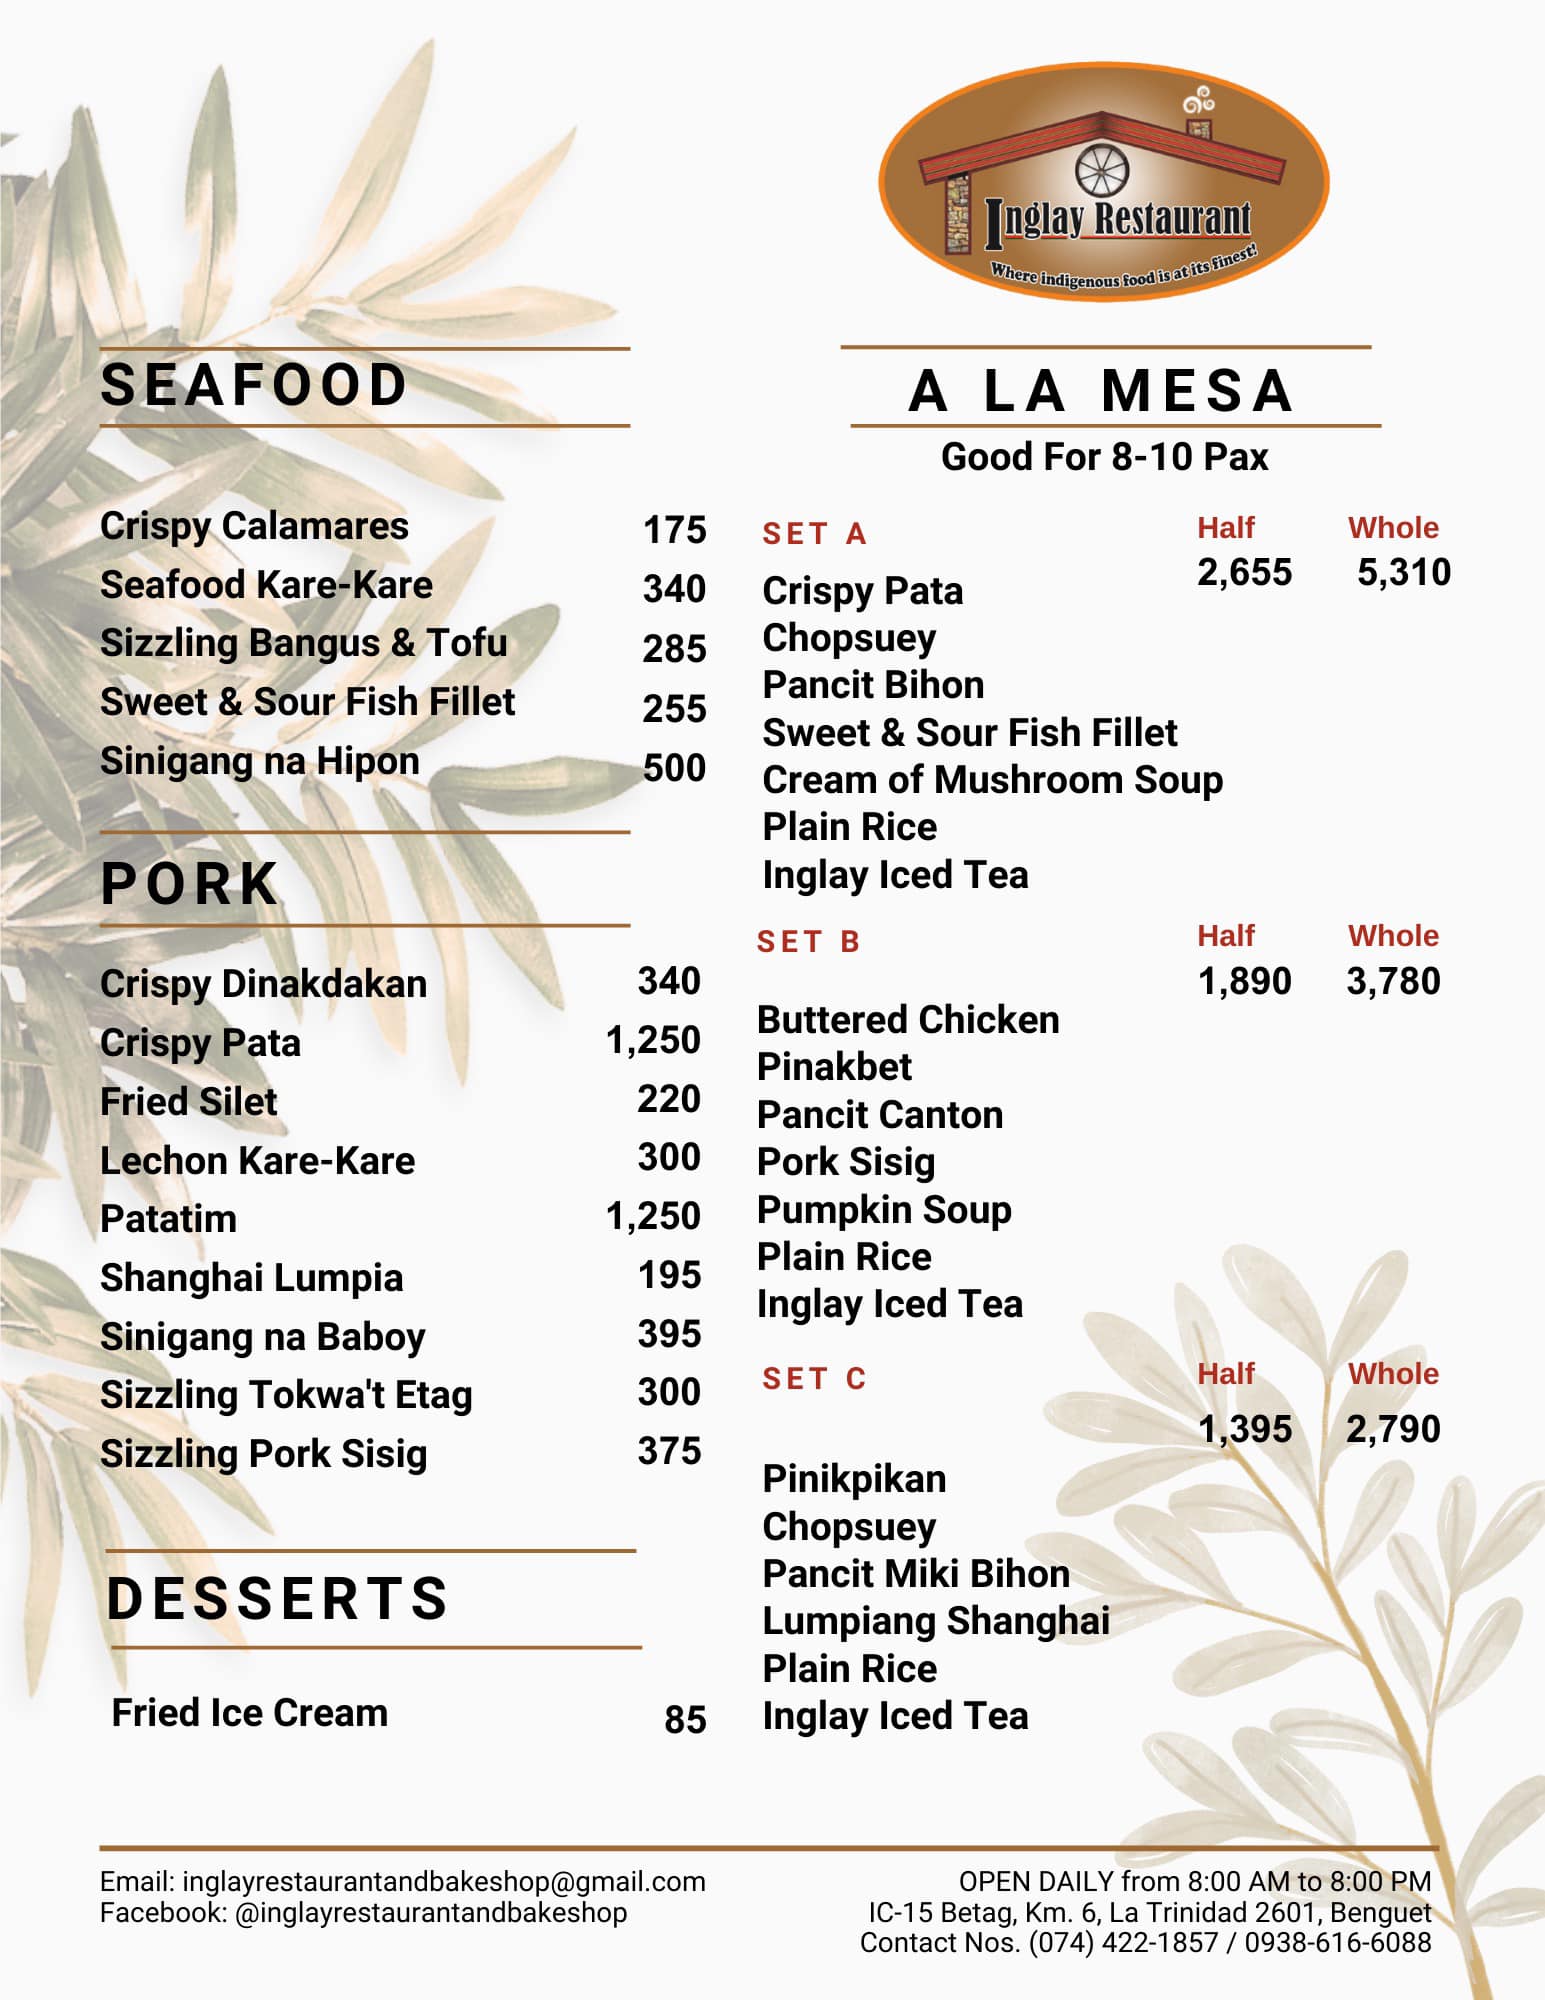 Inglay Restaurant
Where indigenous food is at its finest!
SEAFOOD
Crispy Calamares 175
Seafood Kare-Kare 340
Sizzling Bangus & Tofu 285
Sweet & Sour Fish Fillet 255
Sinigang na Hipon 500
PORK
Crispy Dinakdakan 340
Crispy Pata 1,250
Fried Silet 220
Lechon Kare-Kare 300
Patatim 1,250
Shanghai Lumpia 195
Sinigang na Baboy 395
Sizzling Tokwa't Etag 300
Sizzling Pork Sisig 375
DESSERTS
Fried Ice Cream 85
A LA MESA
Good For 8-10 Pax
SET A Half Whole
2,655 5,310
Crispy Pata
Chopsuey
Pancit Bihon
Sweet & Sour Fish Fillet
Cream of Mushroom Soup
Plain Rice
Inglay Iced Tea
SET B Half Whole
1,890 3,780
Buttered Chicken
Pinakbet
Pancit Canton
Pork Sisig
Pumpkin Soup
Plain Rice
Inglay Iced Tea
SET C Half Whole
1,395 2,790
Pinikpikan
Chopsuey
Pancit Miki Bihon
Lumpiang Shanghai
Plain Rice
Inglay Iced Tea
Email: inglayrestaurantandbakeshop@gmail.com
Facebook: @inglayrestaurantandbakeshop
OPEN DAILY from 8:00 AM to 8:00 PM
IC-15 Betag, Km. 6, La Trinidad 2601, Benguet
Contact Nos. (074) 422-1857 / 0938-616-6088